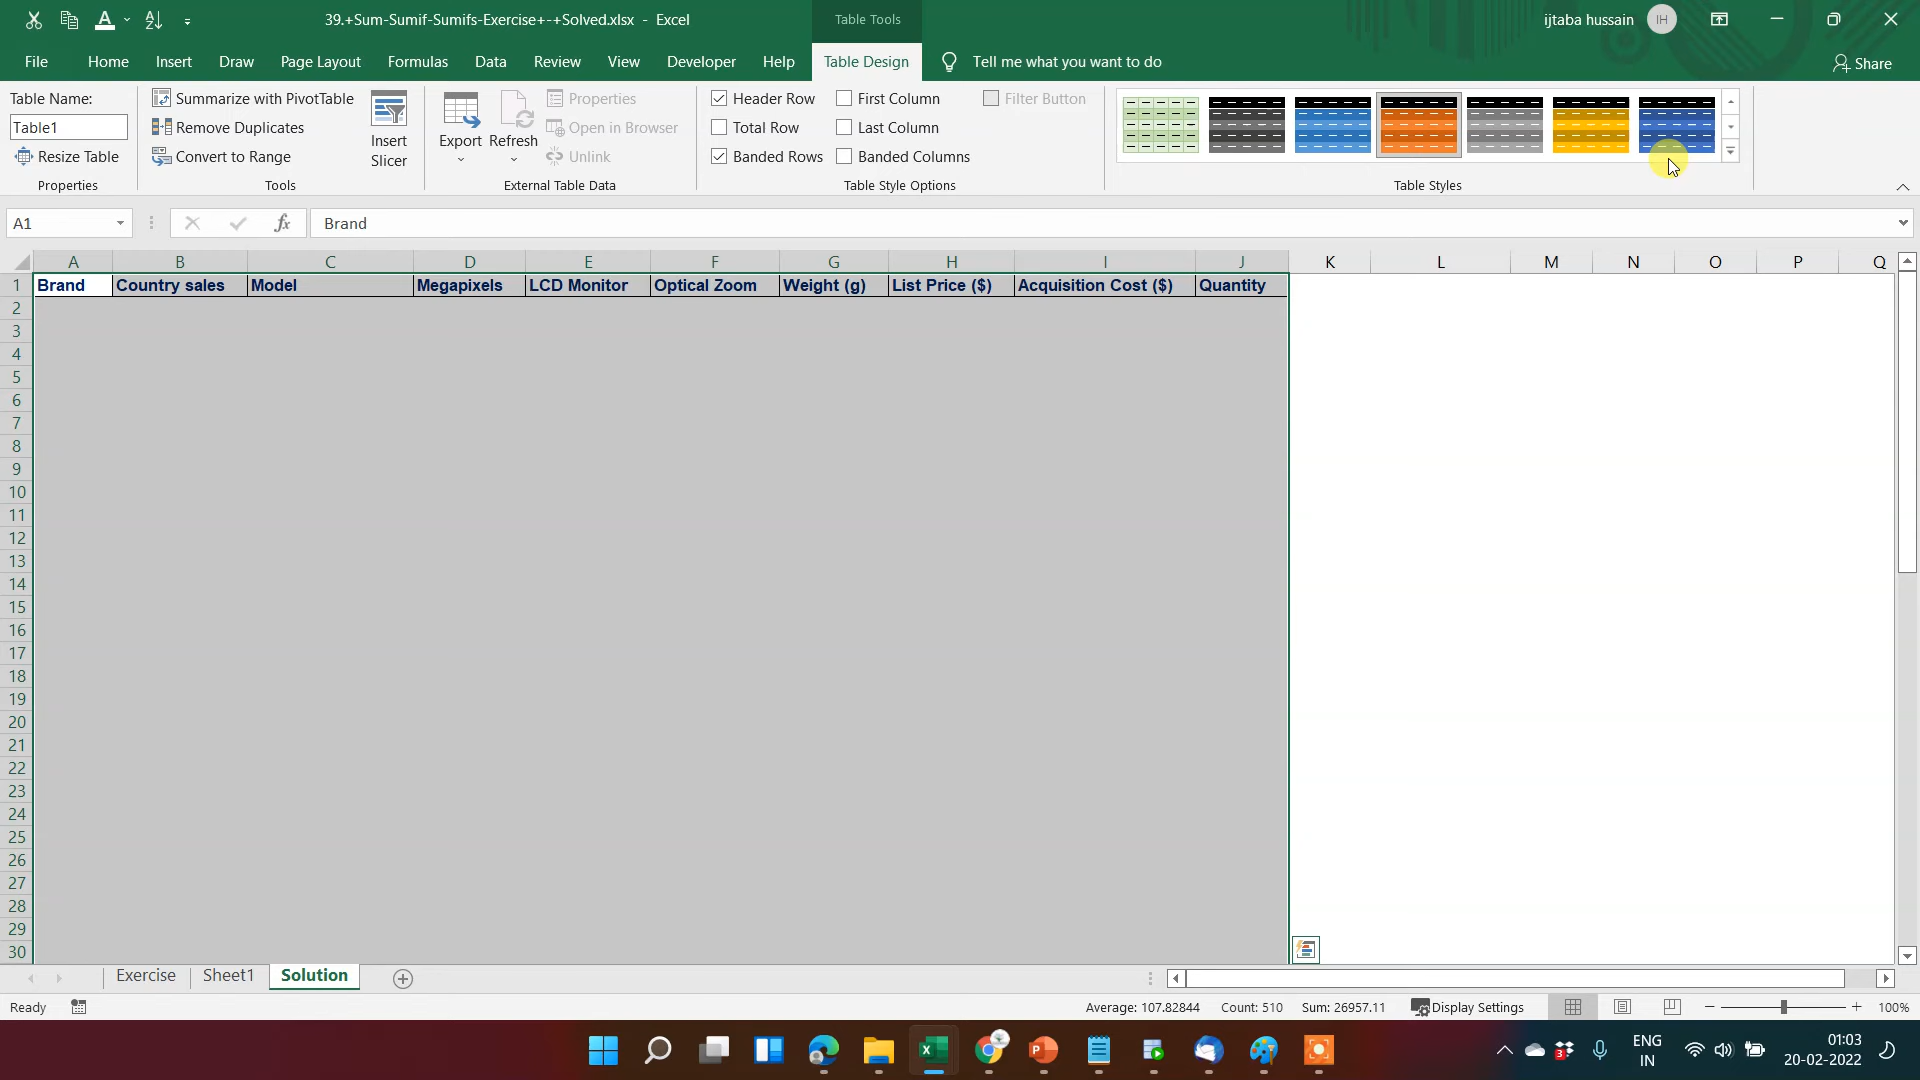 39.+Sum-Sumif-Sumifs-Exercise+-+Solved.xlsx - Excel
Table Tools
ijtaba hussain
IH
File
Home
Insert
Draw
Page Layout
Formulas
Data
Review
View
Developer
Help
Table Design
Tell me what you want to do
Share
Table Name:
Table1
Resize Table
Properties
Summarize with PivotTable
Remove Duplicates
Convert to Range
Tools
Insert
Slicer
Export
Refresh
Properties
Open in Browser
Unlink
External Table Data
Header Row
Total Row
Banded Rows
First Column
Last Column
Banded Columns
Filter Button
Table Style Options
Table Styles
A1
fx
Brand
A B C D E F G H I J K L M N O P Q
1 Brand Country sales Model Megapixels LCD Monitor Optical Zoom Weight (g) List Price ($) Acquisition Cost ($) Quantity
2
3
4
5
6
7
8
9
10
11
12
13
14
15
16
17
18
19
20
21
22
23
24
25
26
27
28
29
30
Exercise
Sheet1
Solution
Ready
Average: 107.82844
Count: 510
Sum: 26957.11
Display Settings
100%
3
ENG
IN
01:03
20-02-2022